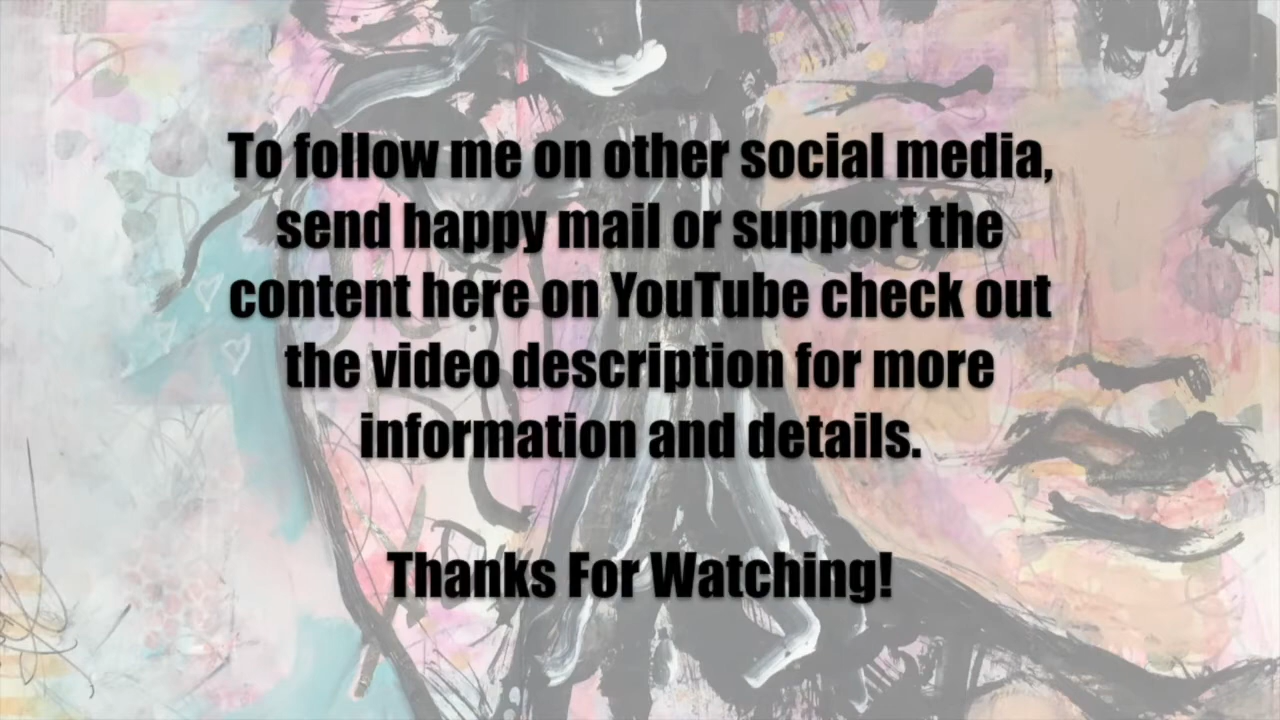 To follow me on other social media,
send happy mail or support the
content here on YouTube check out
the video description for more
information and details.
Thanks For Watching!